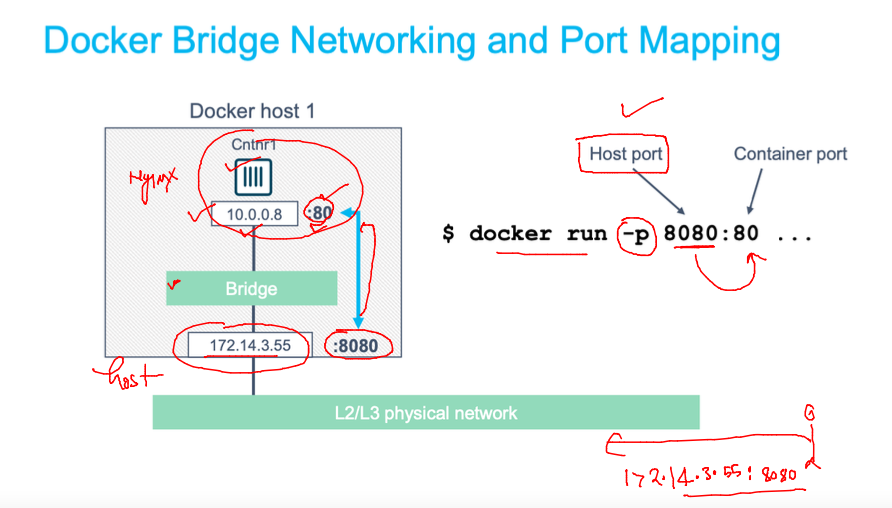 Docker Bridge Networking and Port Mapping
Docker host 1
Cntnr1
Nginx
10.0.0.8 :80
Bridge
172.14.3.55 :8080
host
L2/L3 physical network
Host port Container port
$ docker run -p 8080:80 ...
172.14.3.55:8080